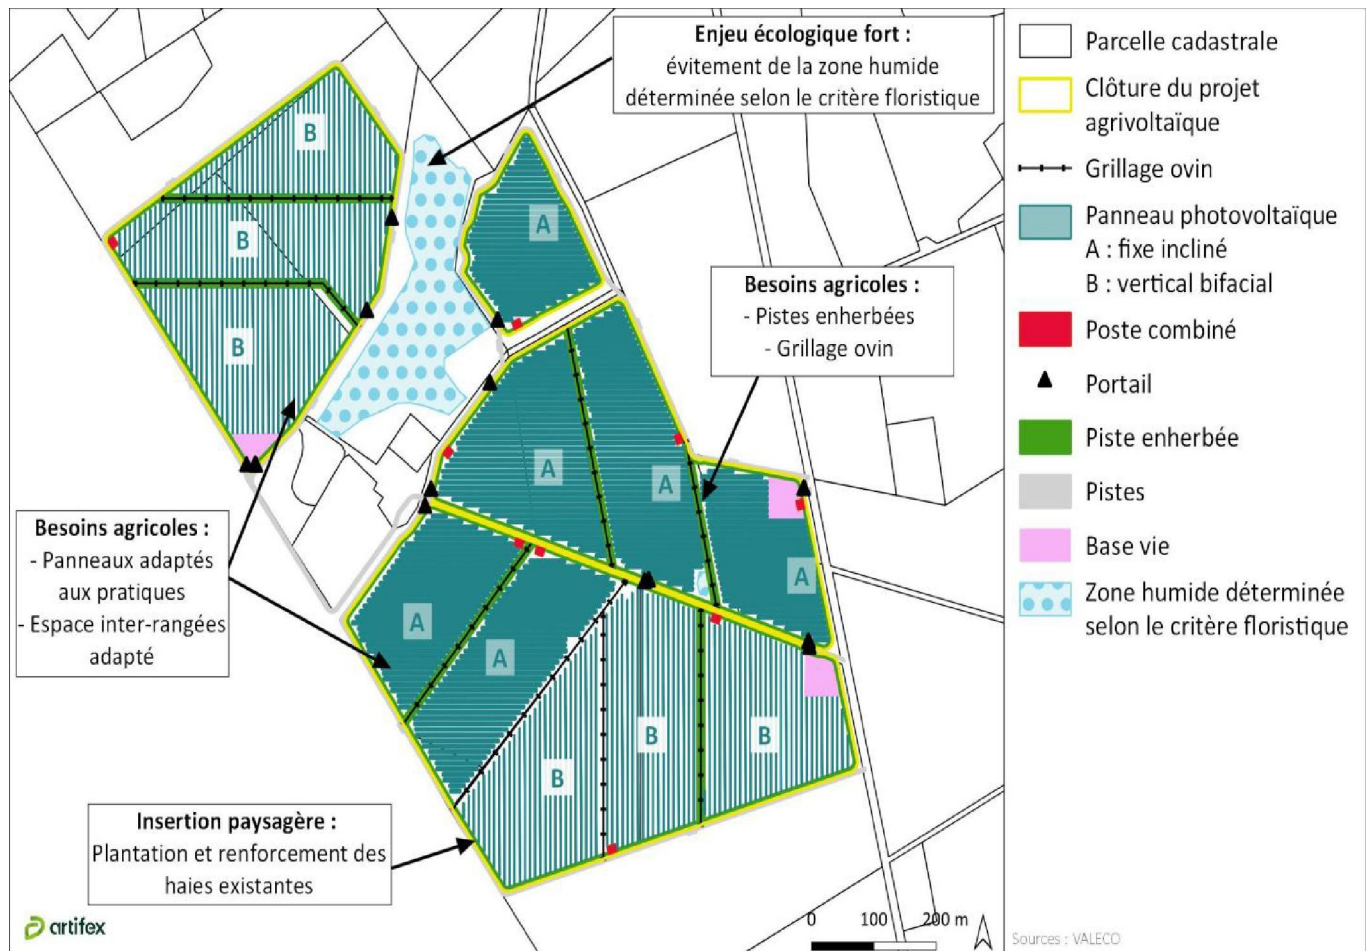 Enjeu écologique fort :
évitement de la zone humide
déterminée selon le critère floristique
B
B
B
A
Besoins agricoles :
- Pistes enherbées
- Grillage ovin
A
A
A
Besoins agricoles :
- Panneaux adaptés
aux pratiques
- Espace inter-rangées
adapté
A
A
B
B
B
Insertion paysagère :
Plantation et renforcement des
haies existantes
artifex
0 100 200 m
Parcelle cadastrale
Clôture du projet
agrivoltaïque
Grillage ovin
Panneau photovoltaïque
A : fixe incliné
B : vertical bifacial
Poste combiné
Portail
Piste enherbée
Pistes
Base vie
Zone humide déterminée
selon le critère floristique
Sources : VALECO